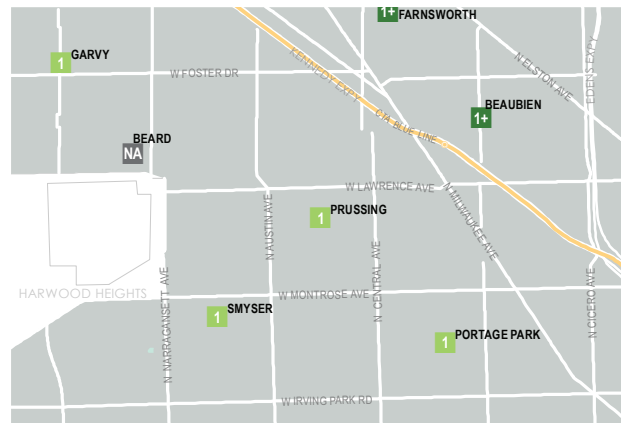 1+
FARNSWORTH
GARVY
1
N ELSTON AVE
EDENS EXPY
W FOSTER DR
KENNEDY EXPY
BEAUBIEN
1+
CTA BLUE LINE
BEARD
NA
W LAWRENCE AVE
N MILWAUKEE AVE
PRUSSING
1
N AUSTIN AVE
N CENTRAL AVE
HARWOOD HEIGHTS
W MONTROSE AVE
N NARRAGANSETT AVE
N CICERO AVE
SMYSER
1
PORTAGE PARK
1
W IRVING PARK RD